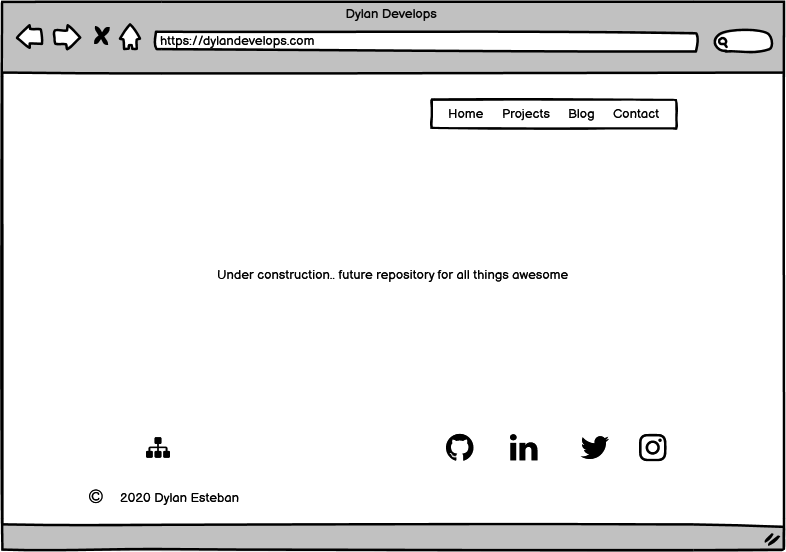 Dylan Develops
https://dylandevelops.com
Home Projects Blog Contact
Under construction.. future repository for all things awesome
in
© 2020 Dylan Esteban